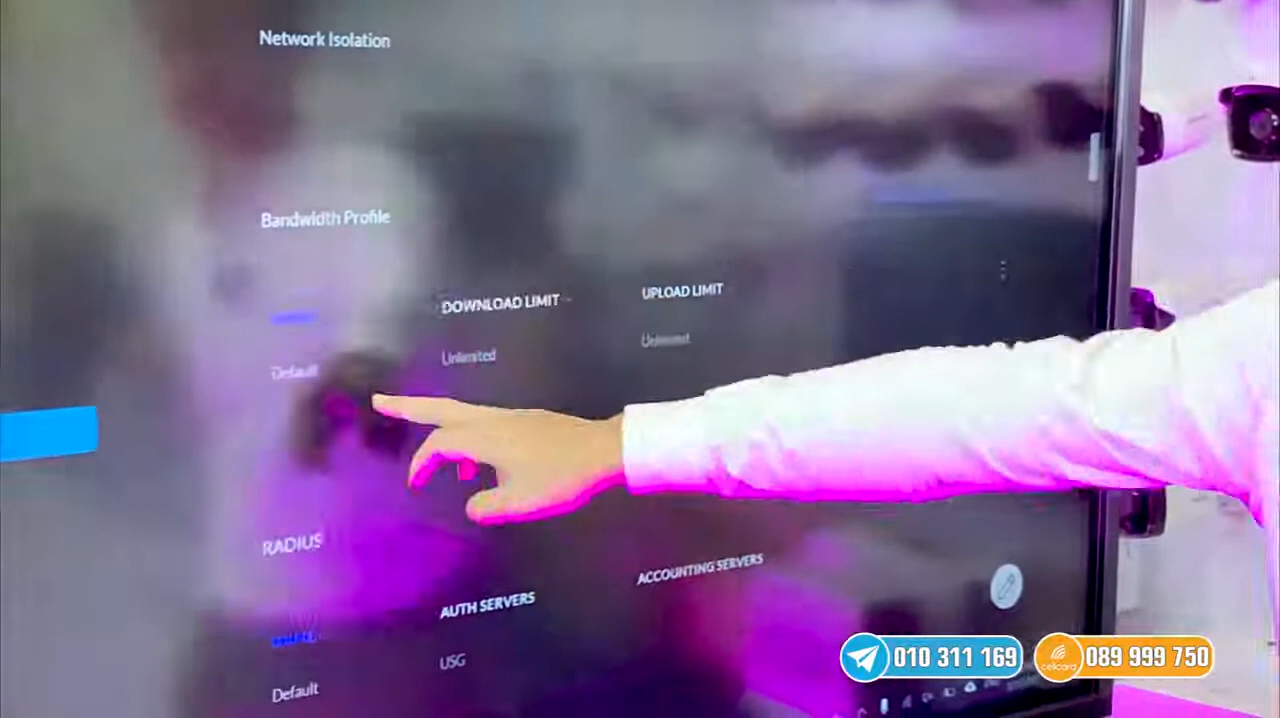 Network Isolation
Bandwidth Profile
DOWNLOAD LIMIT
UPLOAD LIMIT
Default
Unlimited
Unlimited
RADIUS
AUTH SERVERS
ACCOUNTING SERVERS
Default
USG
010 311 169
cellcard
089 999 750